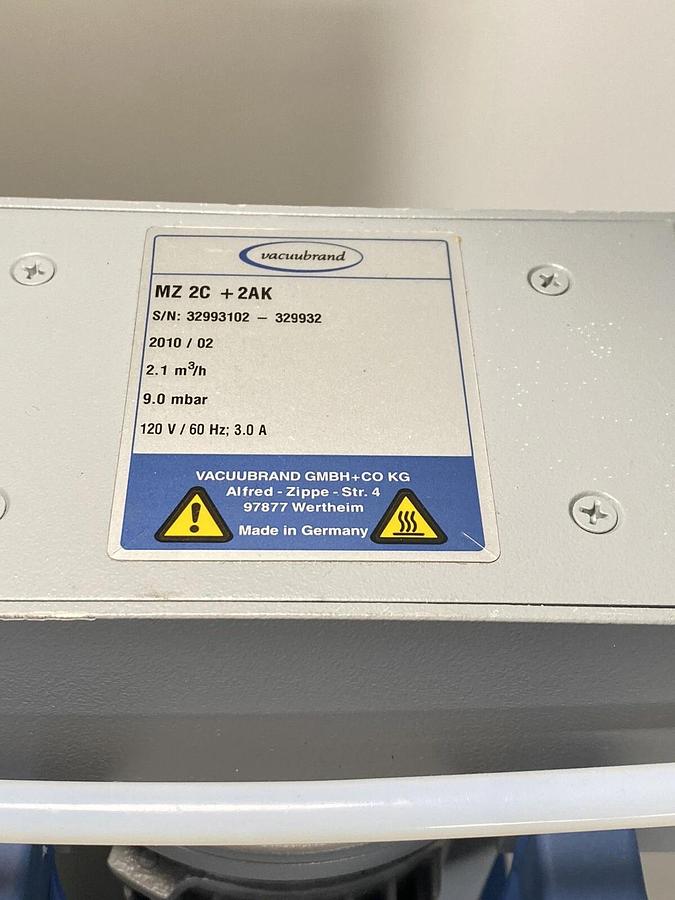 vacuubrand
MZ 2C + 2AK
S/N: 32993102 – 329932
2010 / 02
2.1 m³/h
9.0 mbar
120 V / 60 Hz; 3.0 A
VACUUBRAND GMBH+CO KG
Alfred - Zippe - Str. 4
97877 Wertheim
Made in Germany